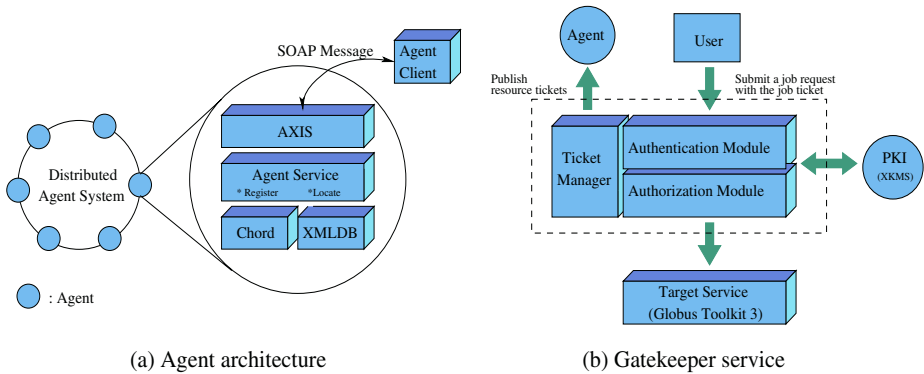 SOAP Message
Agent
Client
AXIS
Agent Service
* Register
*Locate
Chord
XMLDB
Distributed
Agent System
: Agent
(a) Agent architecture
Agent
User
Publish
resource tickets
Submit a job request
with the job ticket
Ticket
Manager
Authentication Module
Authorization Module
PKI
(XKMS)
Target Service
(Globus Toolkit 3)
(b) Gatekeeper service